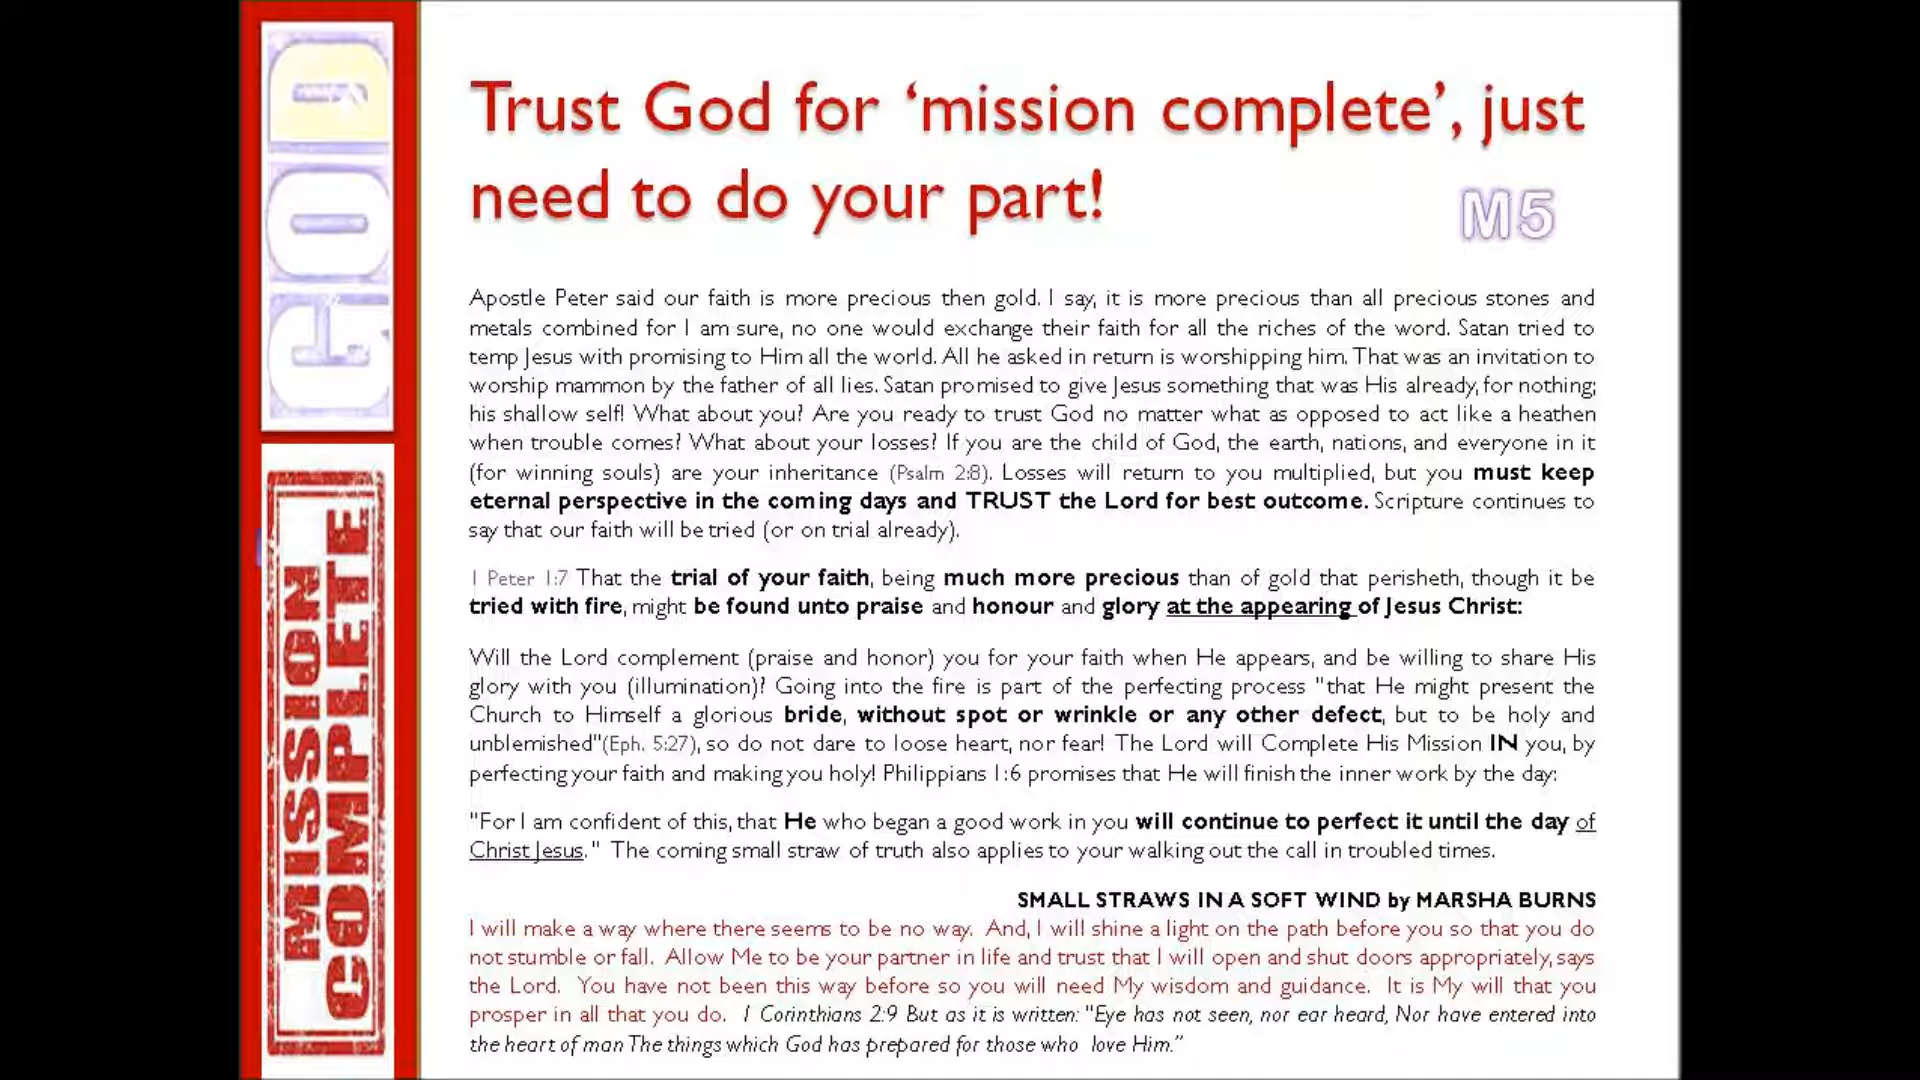 GOD
MISSION
COMPLETE
Trust God for ‘mission complete’, just
need to do your part!
M5
Apostle Peter said our faith is more precious then gold. I say, it is more precious than all precious stones and
metals combined for I am sure, no one would exchange their faith for all the riches of the word. Satan tried to
temp Jesus with promising to Him all the world. All he asked in return is worshipping him. That was an invitation to
worship mammon by the father of all lies. Satan promised to give Jesus something that was His already, for nothing;
his shallow self! What about you? Are you ready to trust God no matter what as opposed to act like a heathen
when trouble comes? What about your losses? If you are the child of God, the earth, nations, and everyone in it
(for winning souls) are your inheritance (Psalm 2:8). Losses will return to you multiplied, but you must keep
eternal perspective in the coming days and TRUST the Lord for best outcome. Scripture continues to
say that our faith will be tried (or on trial already).
1 Peter 1:7 That the trial of your faith, being much more precious than of gold that perisheth, though it be
tried with fire, might be found unto praise and honour and glory at the appearing of Jesus Christ:
Will the Lord complement (praise and honor) you for your faith when He appears, and be willing to share His
glory with you (illumination)? Going into the fire is part of the perfecting process "that He might present the
Church to Himself a glorious bride, without spot or wrinkle or any other defect, but to be holy and
unblemished"(Eph. 5:27), so do not dare to loose heart, nor fear! The Lord will Complete His Mission IN you, by
perfecting your faith and making you holy! Philippians 1:6 promises that He will finish the inner work by the day:
"For I am confident of this, that He who began a good work in you will continue to perfect it until the day of
Christ Jesus." The coming small straw of truth also applies to your walking out the call in troubled times.
SMALL STRAWS IN A SOFT WIND by MARSHA BURNS
I will make a way where there seems to be no way. And, I will shine a light on the path before you so that you do
not stumble or fall. Allow Me to be your partner in life and trust that I will open and shut doors appropriately, says
the Lord. You have not been this way before so you will need My wisdom and guidance. It is My will that you
prosper in all that you do. 1 Corinthians 2:9 But as it is written: "Eye has not seen, nor ear heard, Nor have entered into
the heart of man The things which God has prepared for those who love Him."